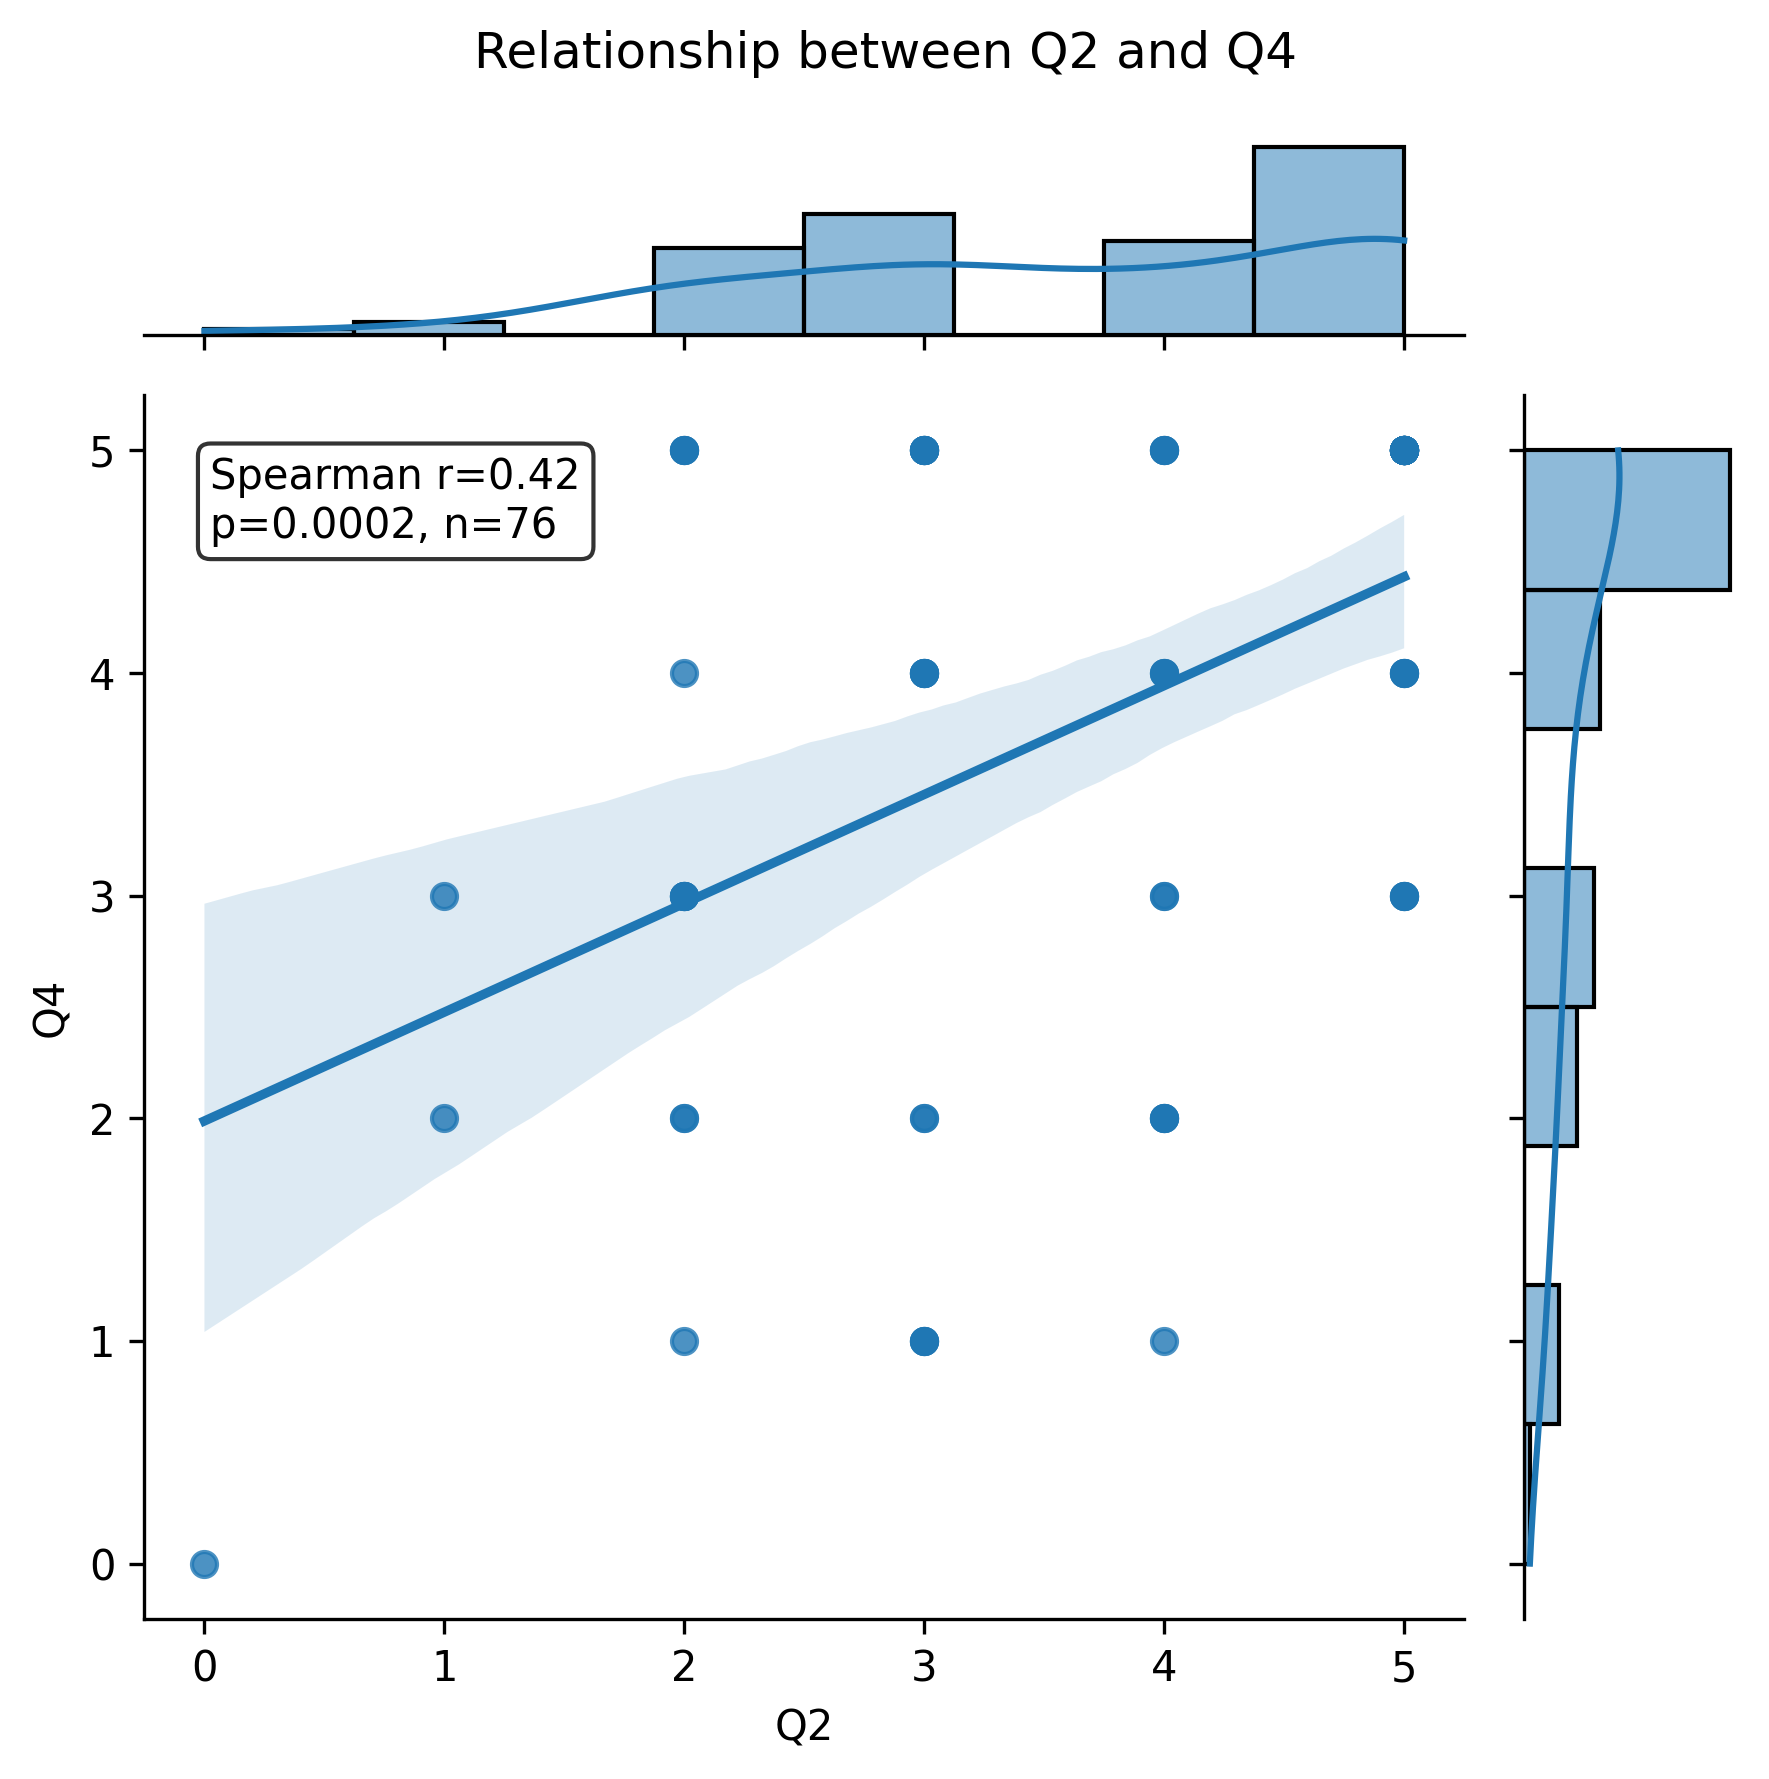 Relationship between Q2 and Q4
Spearman r=0.42
p=0.0002, n=76
5
4
3
2
1
0
Q4
0 1 2 3 4 5
Q2